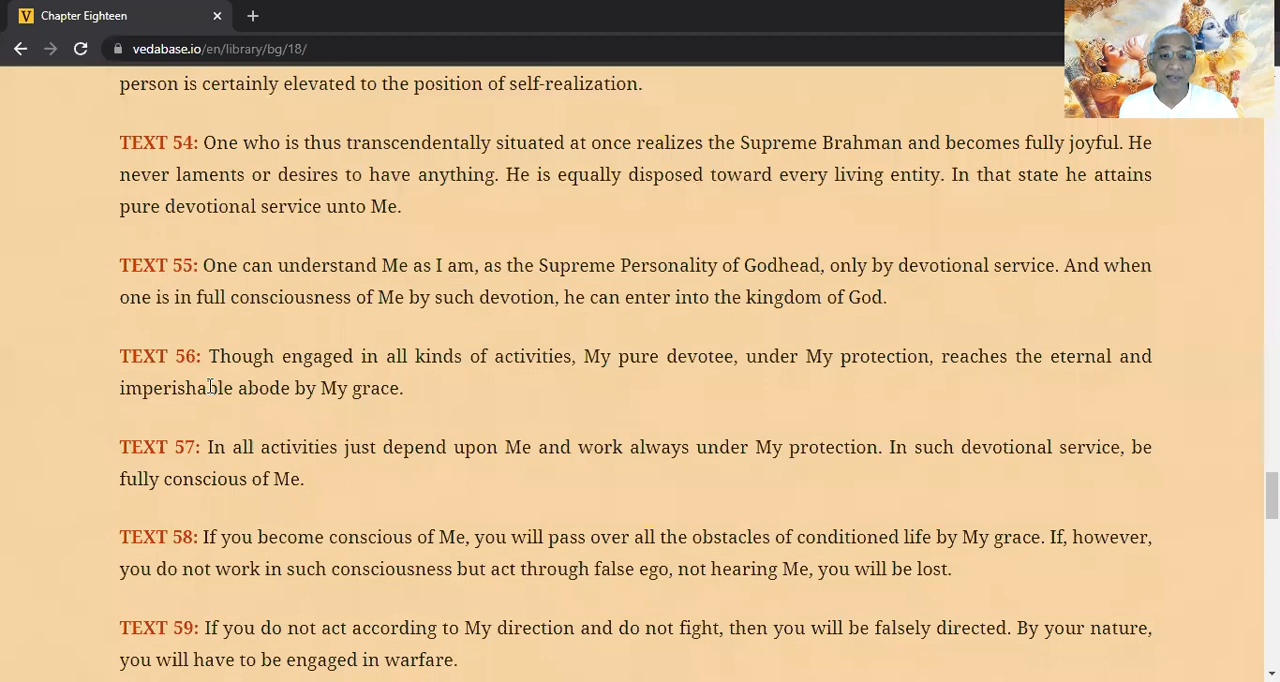 Chapter Eighteen
vedabase.io/en/library/bg/18/
person is certainly elevated to the position of self-realization.
TEXT 54: One who is thus transcendentally situated at once realizes the Supreme Brahman and becomes fully joyful. He
never laments or desires to have anything. He is equally disposed toward every living entity. In that state he attains
pure devotional service unto Me.
TEXT 55: One can understand Me as I am, as the Supreme Personality of Godhead, only by devotional service. And when
one is in full consciousness of Me by such devotion, he can enter into the kingdom of God.
TEXT 56: Though engaged in all kinds of activities, My pure devotee, under My protection, reaches the eternal and
imperishable abode by My grace.
TEXT 57: In all activities just depend upon Me and work always under My protection. In such devotional service, be
fully conscious of Me.
TEXT 58: If you become conscious of Me, you will pass over all the obstacles of conditioned life by My grace. If, however,
you do not work in such consciousness but act through false ego, not hearing Me, you will be lost.
TEXT 59: If you do not act according to My direction and do not fight, then you will be falsely directed. By your nature,
you will have to be engaged in warfare.